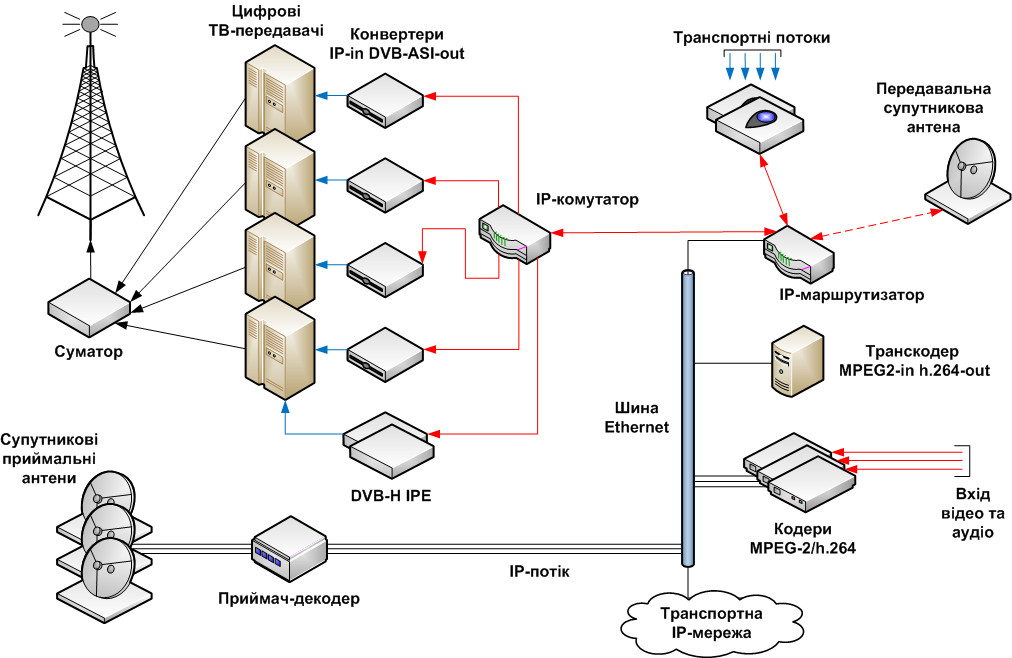 Цифрові
ТВ-передавачі
Конвертери
IP-in DVB-ASI-out
Транспортні потоки
Передавальна
супутникова
антена
IP-комутатор
IP-маршрутизатор
Суматор
Транскодер
MPEG2-in h.264-out
Шина
Ethernet
Супутникові
приймальні
антени
DVB-H IPE
Вхід
відео та
аудіо
Кодери
MPEG-2/h.264
IP-потік
Приймач-декодер
Транспортна
IP-мережа